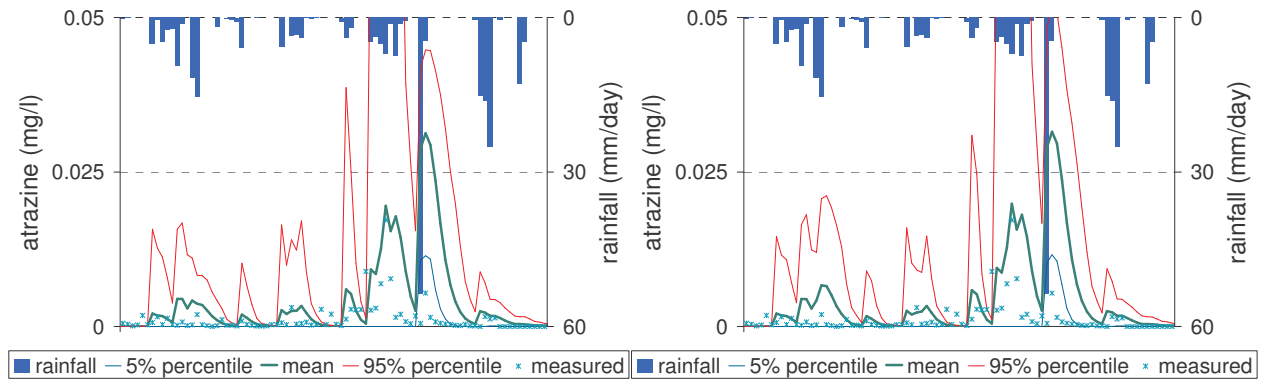 0.05
0.025
0
atrazine (mg/l)
0
30
60
rainfall (mm/day)
rainfall 5% percentile mean 95% percentile measured
0.05
0.025
0
atrazine (mg/l)
0
30
60
rainfall (mm/day)
rainfall 5% percentile mean 95% percentile measured